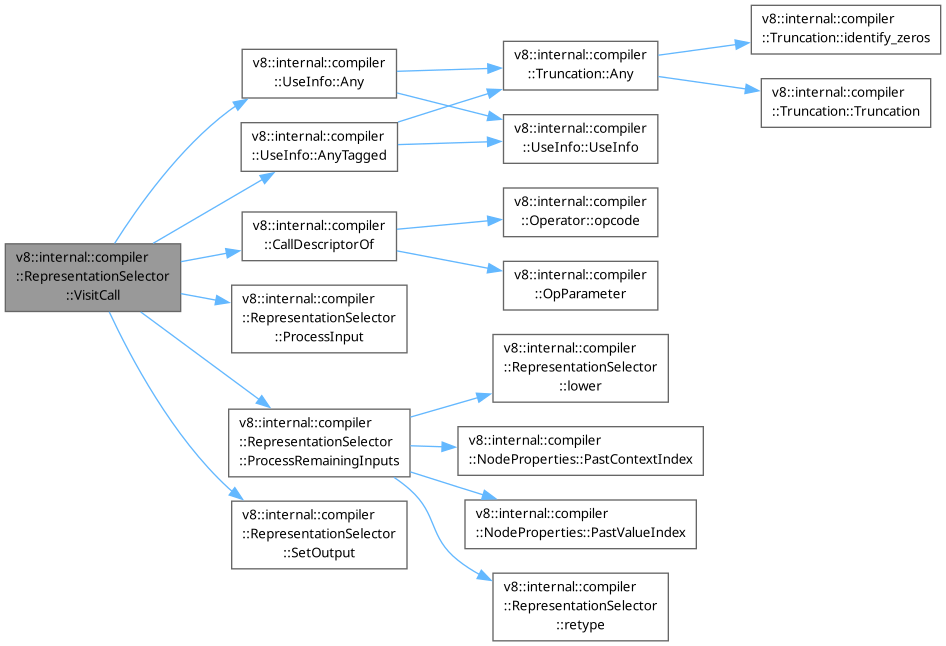 v8::internal::compiler
::RepresentationSelector
::VisitCall
v8::internal::compiler
::UseInfo::Any
v8::internal::compiler
::UseInfo::AnyTagged
v8::internal::compiler
::CallDescriptorOf
v8::internal::compiler
::RepresentationSelector
::ProcessInput
v8::internal::compiler
::RepresentationSelector
::ProcessRemainingInputs
v8::internal::compiler
::RepresentationSelector
::SetOutput
v8::internal::compiler
::Truncation::Any
v8::internal::compiler
::UseInfo::UseInfo
v8::internal::compiler
::Operator::opcode
v8::internal::compiler
::OpParameter
v8::internal::compiler
::RepresentationSelector
::lower
v8::internal::compiler
::NodeProperties::PastContextIndex
v8::internal::compiler
::NodeProperties::PastValueIndex
v8::internal::compiler
::RepresentationSelector
::retype
v8::internal::compiler
::Truncation::identify_zeros
v8::internal::compiler
::Truncation::Truncation